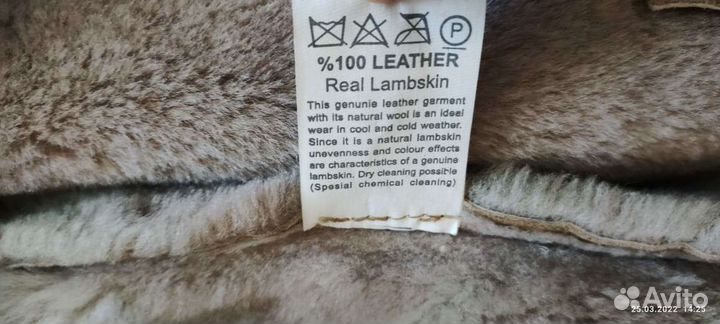 P
%100 LEATHER
Real Lambskin
This genunie leather garment
with its natural wool is an ideal
wear in cool and cold weather.
Since it is a natural lambskin
unevenness and colour effects
are characteristics of a genuine
lambskin. Dry cleaning possible
(Spesial chemical cleaning)
Avito
25.03.2022 14:25